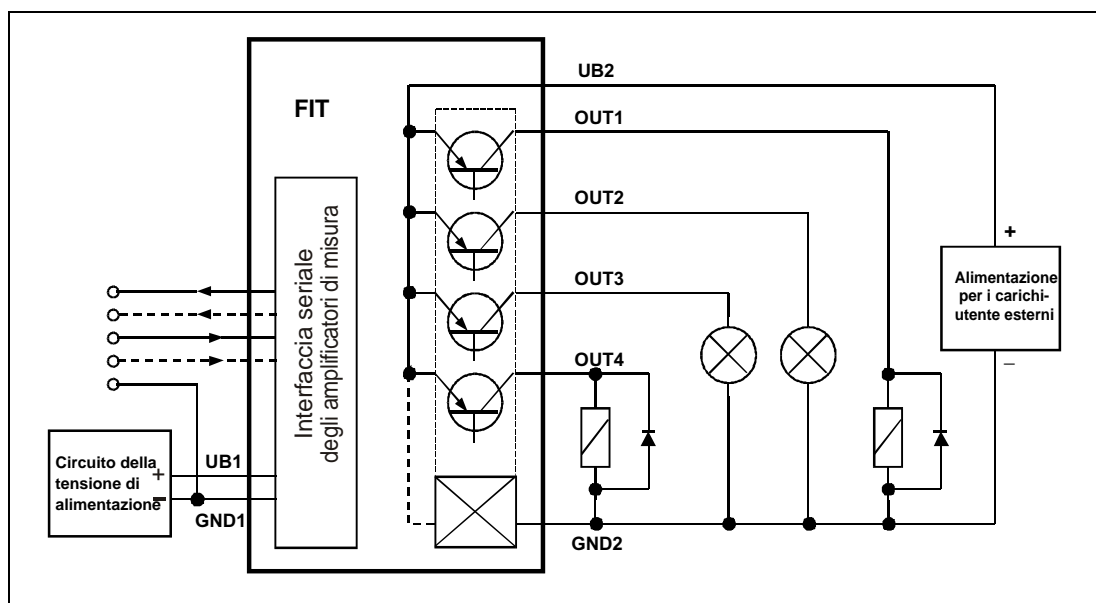 UB2
FIT
OUT1
OUT2
OUT3
OUT4
Interfaccia seriale
degli amplificatori di misura
+
Alimentazione
per i carichi-
utente esterni
–
Circuito della
tensione di
alimentazione
+
–
UB1
GND1
GND2